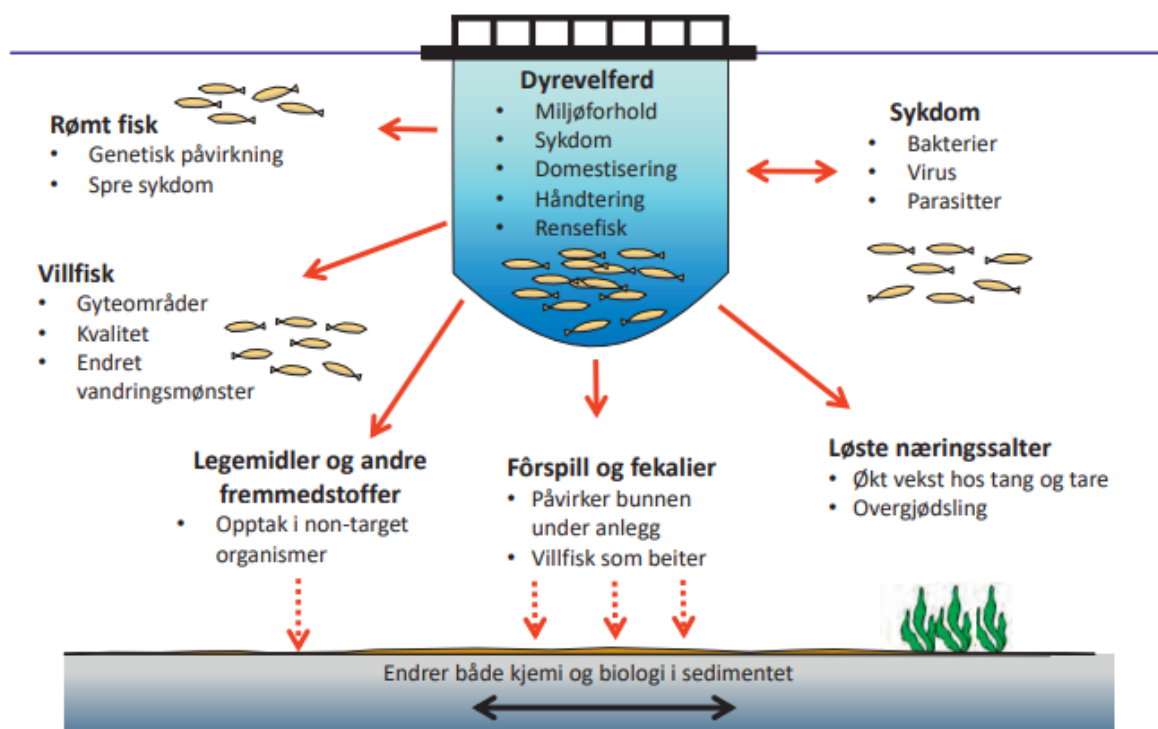 Dyrevelferd
• Miljøforhold
• Sykdom
• Domestisering
• Håndtering
• Rensefisk
Rømt fisk
• Genetisk påvirkning
• Spre sykdom
Sykdom
• Bakterier
• Virus
• Parasitter
Villfisk
• Gyteområder
• Kvalitet
• Endret
vandringsmønster
Legemidler og andre
fremmedstoffer
• Opptak i non-target
organismer
Fôrspill og fekalier
• Påvirker bunnen
under anlegg
• Villfisk som beiter
Løste næringssalter
• Økt vekst hos tang og tare
• Overgjødsling
Endrer både kjemi og biologi i sedimentet